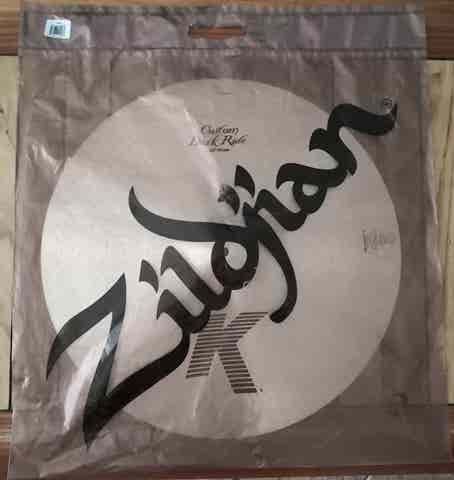 Custom
Dark Ride
Zildjian®
K